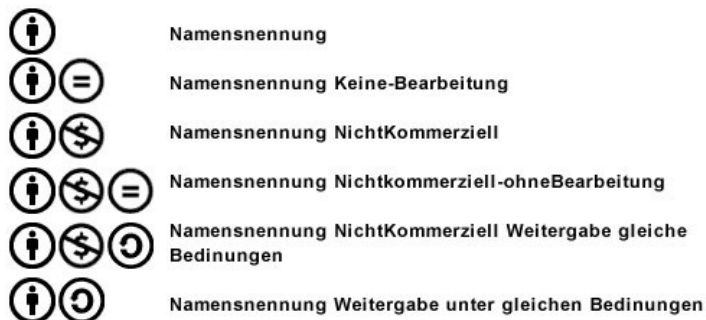 Namensnennung
Namensnennung Keine-Bearbeitung
Namensnennung NichtKommerziell
Namensnennung Nichtkommerziell-ohneBearbeitung
Namensnennung NichtKommerziell Weitergabe gleiche
Bedinungen
Namensnennung Weitergabe unter gleichen Bedinungen